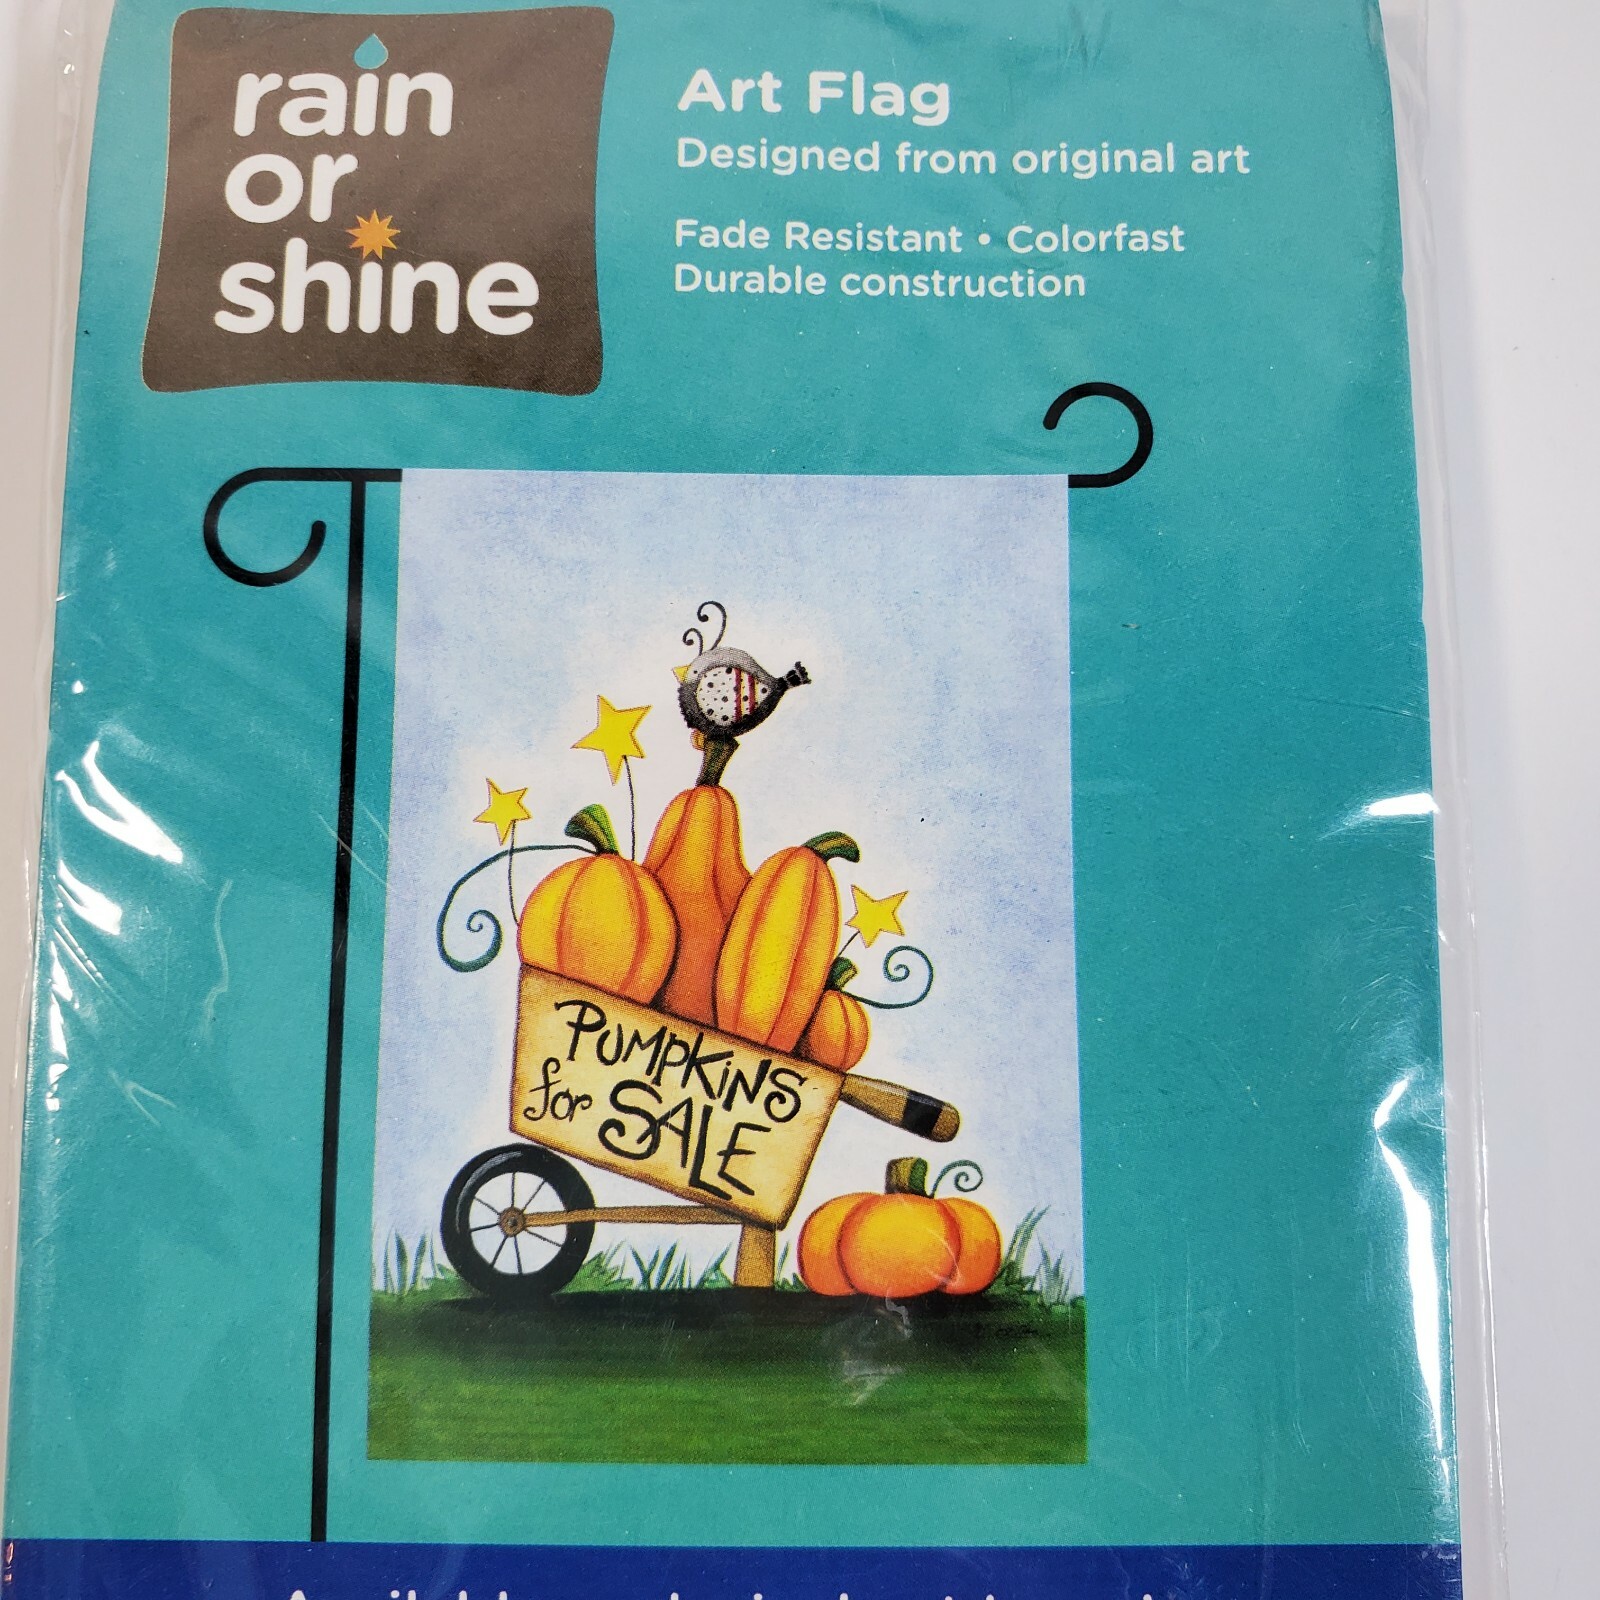 rain
or
shine
Art Flag
Designed from original art
Fade Resistant • Colorfast
Durable construction
PUMPKiNS
for SALE